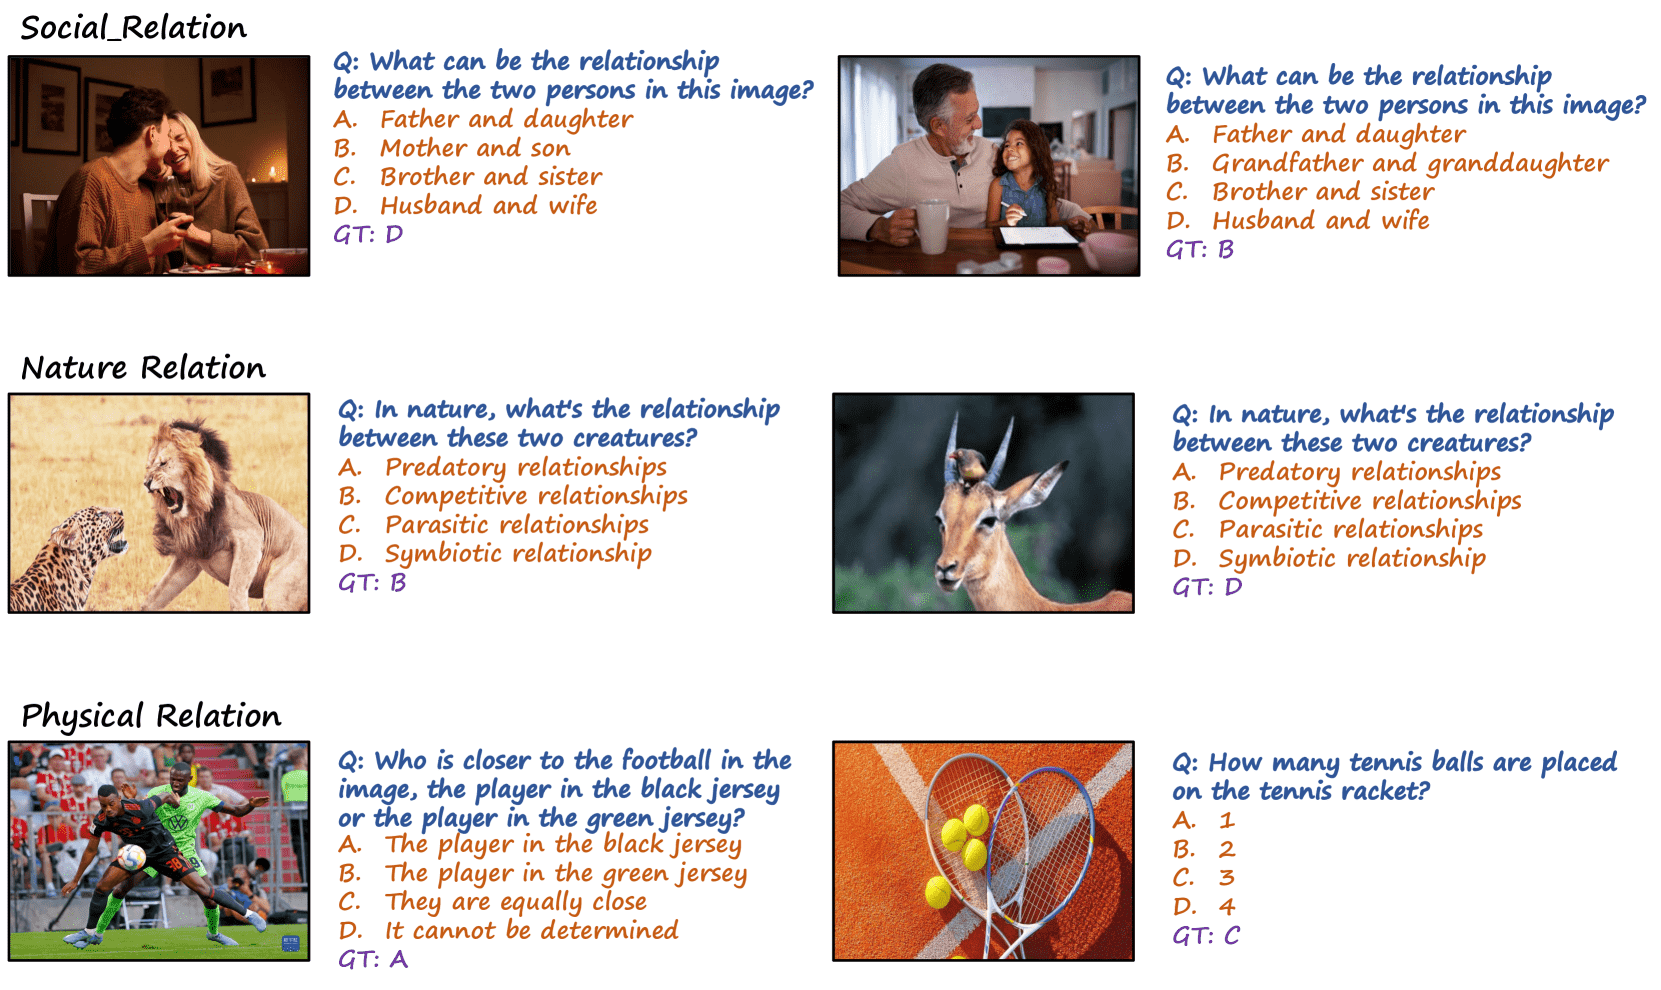 Social_Relation
Q: What can be the relationship
between the two persons in this image?
A. Father and daughter
B. Mother and son
C. Brother and sister
D. Husband and wife
GT: D
Q: What can be the relationship
between the two persons in this image?
A. Father and daughter
B. Grandfather and granddaughter
C. Brother and sister
D. Husband and wife
GT: B
Nature Relation
Q: In nature, what's the relationship
between these two creatures?
A. Predatory relationships
B. Competitive relationships
C. Parasitic relationships
D. Symbiotic relationship
GT: B
Q: In nature, what's the relationship
between these two creatures?
A. Predatory relationships
B. Competitive relationships
C. Parasitic relationships
D. Symbiotic relationship
GT: D
Physical Relation
Q: Who is closer to the football in the
image, the player in the black jersey
or the player in the green jersey?
A. The player in the black jersey
B. The player in the green jersey
C. They are equally close
D. It cannot be determined
GT: A
Q: How many tennis balls are placed
on the tennis racket?
A. 1
B. 2
C. 3
D. 4
GT: C